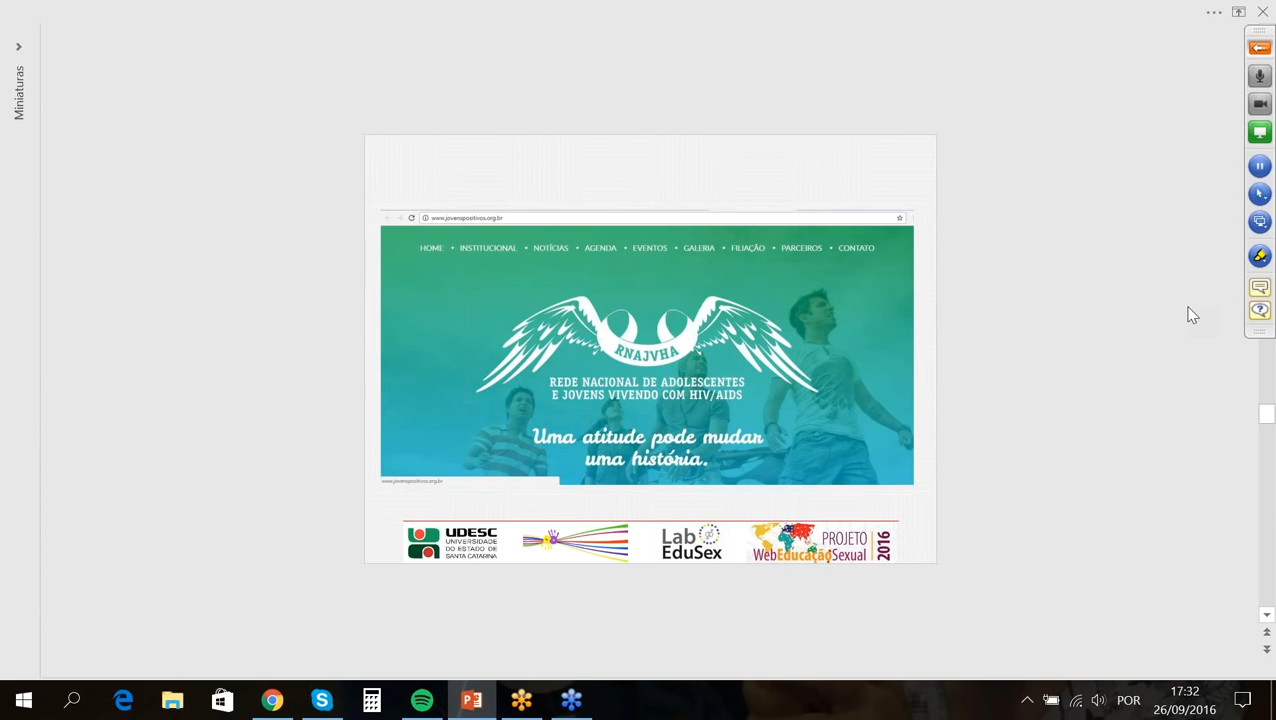 Miniaturas
www.jovenspositivos.org.br
HOME • INSTITUCIONAL • NOTÍCIAS • AGENDA • EVENTOS • GALERIA • FILIAÇÃO • PARCEIROS • CONTATO
RNAJVHA
REDE NACIONAL DE ADOLESCENTES
E JOVENS VIVENDO COM HIV/AIDS
Uma atitude pode mudar
uma história.
www.jovenspositivos.org.br
UDESC
UNIVERSIDADE
DO ESTADO DE
SANTA CATARINA
Lab
EduSex
PROJETO
WebEducaçãoSexual
2016
POR
17:32
26/09/2016